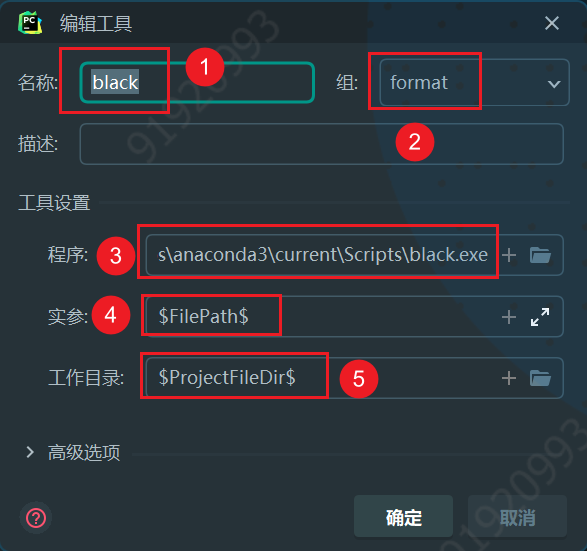 PC
编辑工具
名称: black 1 组: format
描述: 2
工具设置
3 程序: s\anaconda3\current\Scripts\black.exe
实参: 4 $FilePath$
工作目录: $ProjectFileDir$ 5
高级选项
? 确定 取消
91920993
91920993